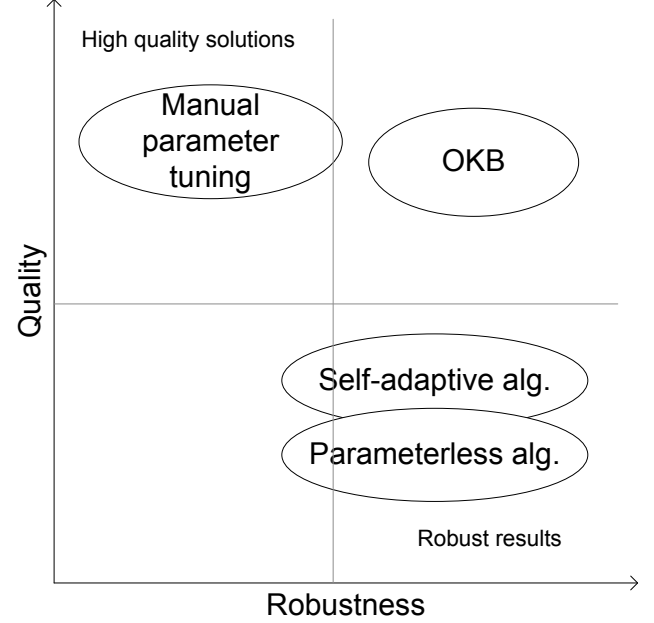 High quality solutions
Manual
parameter
tuning
OKB
Quality
Self-adaptive alg.
Parameterless alg.
Robust results
Robustness